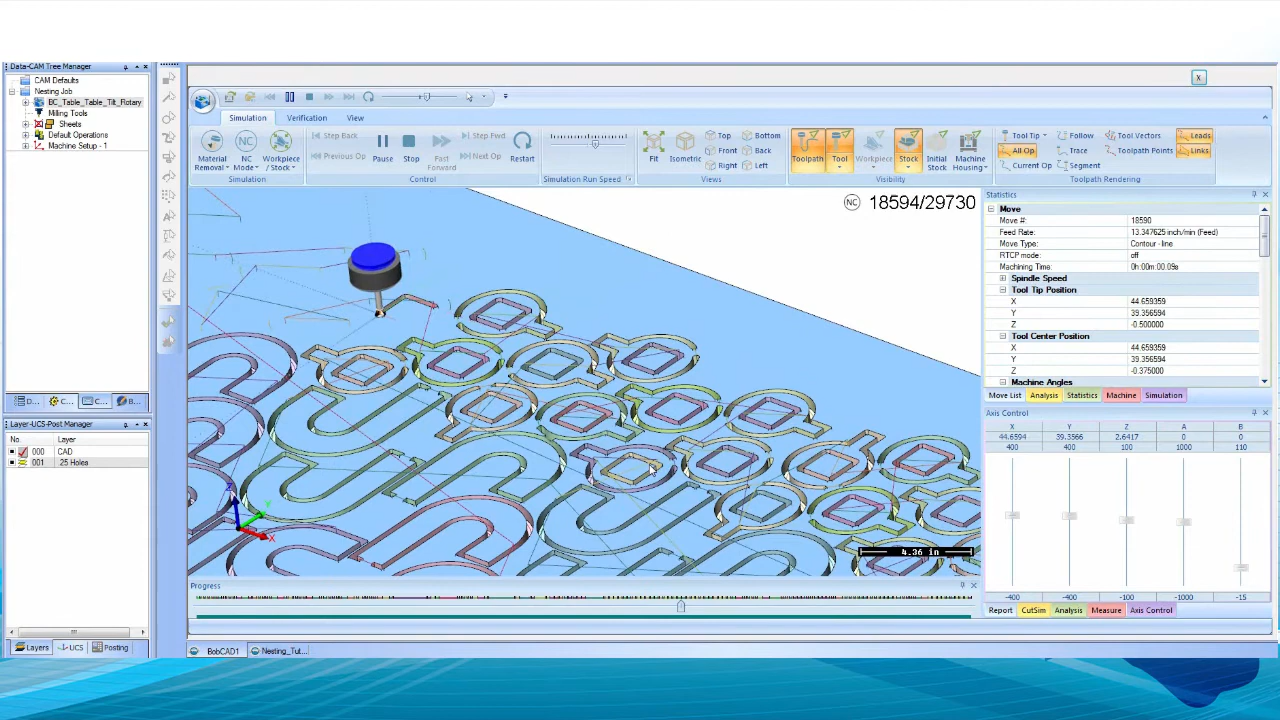 Data-CAM Tree Manager
CAM Defaults
Nesting Job
BC_Table_Table_Tilt_Rotary
Milling Tools
Sheets
Default Operations
Machine Setup - 1
D...
C...
C...
B...
Layer-UCS-Post Manager
No. Layer
000 CAD
001 .25 Holes
Layers UCS Posting
x
Simulation Verification View
Material Removal
NC Mode
Workpiece / Stock
Simulation
Step Back
Previous Op
Pause
Stop
Fast Forward
Step Fwd
Next Op
Restart
Control
Simulation Run Speed
Fit
Isometric
Top
Front
Right
Bottom
Back
Left
Views
Toolpath
Tool
Workpiece
Stock
Initial Stock
Machine Housing
Visibility
Tool Tip
All Op
Current Op
Follow
Trace
Segment
Tool Vectors
Toolpath Points
Leads
Links
Toolpath Rendering
NC 18594/29730
4.36 in
Z
Y
X
Statistics
Move
Move #: 18590
Feed Rate: 13.347625 inch/min (Feed)
Move Type: Contour - line
RTCP mode: off
Machining Time: 0h:00m:00.09s
Spindle Speed
Tool Tip Position
X 44.659359
Y 39.356594
Z -0.500000
Tool Center Position
X 44.659359
Y 39.356594
Z -0.375000
Machine Angles
Move List Analysis Statistics Machine Simulation
Axis Control
X Y Z A B
44.6594 39.3566 2.6417 0 0
400 400 100 1000 110
-400 -400 -100 -1000 -15
Report CutSim Analysis Measure Axis Control
Progress
BobCAD1 Nesting_Tut...